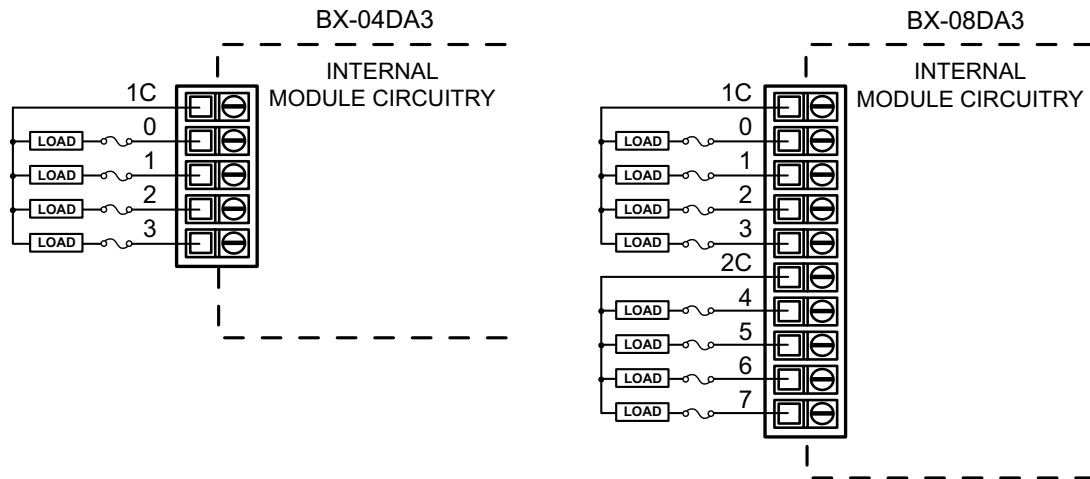 BX-04DA3
INTERNAL
MODULE CIRCUITRY
1C
LOAD 0
LOAD 1
LOAD 2
LOAD 3
BX-08DA3
INTERNAL
MODULE CIRCUITRY
1C
LOAD 0
LOAD 1
LOAD 2
LOAD 3
2C
LOAD 4
LOAD 5
LOAD 6
LOAD 7